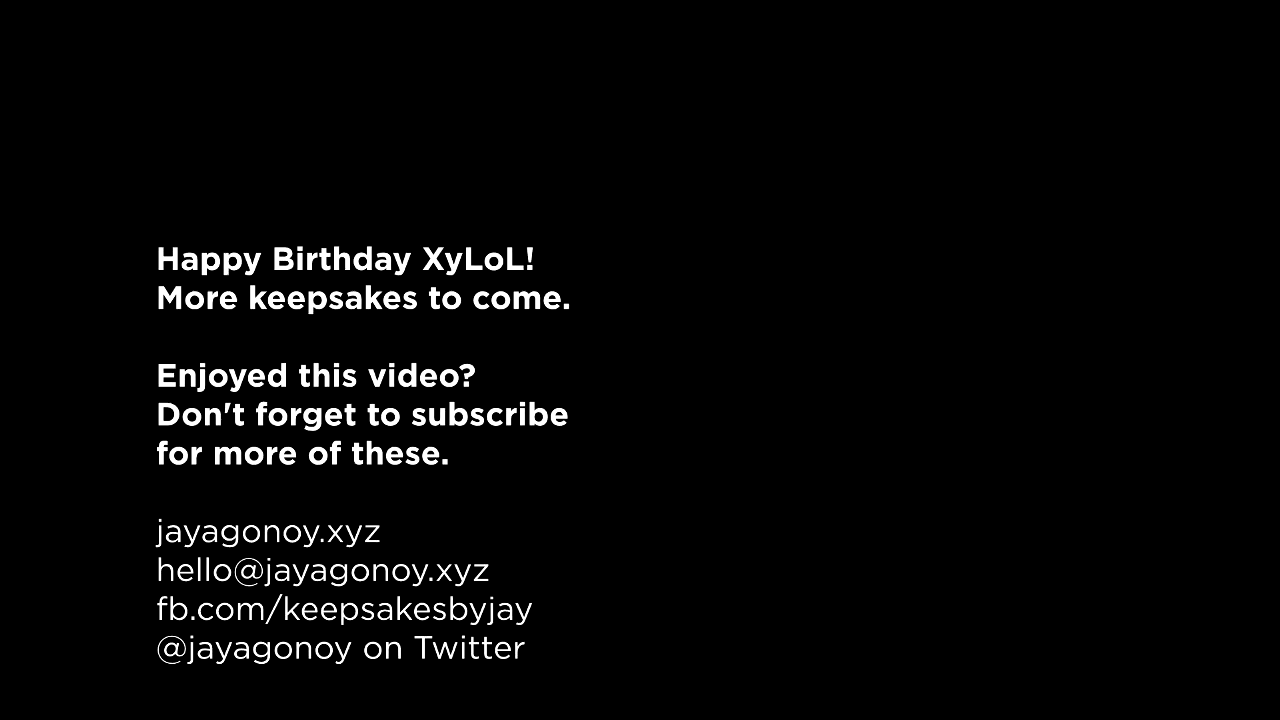 Happy Birthday XyLoL!
More keepsakes to come.
Enjoyed this video?
Don't forget to subscribe
for more of these.
jayagonoy.xyz
hello@jayagonoy.xyz
fb.com/keepsakesbyjay
@jayagonoy on Twitter